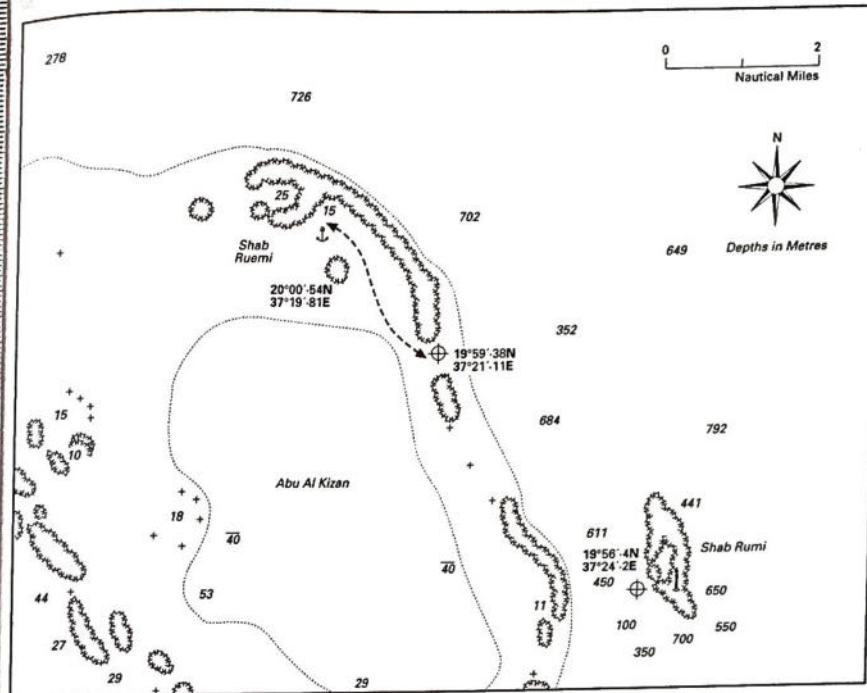 278
726
0 2
Nautical Miles
N
Depths in Metres
25
15
702
649
Shab
Ruemi
20°00´·54N
37°19´·81E
352
19°59´·38N
37°21´·11E
684
792
15
10
Abu Al Kizan
441
18
40
611
19°56´·4N
37°24´·2E
Shab Rumi
40
450
650
44
53
11
100
700
550
27
350
29
29